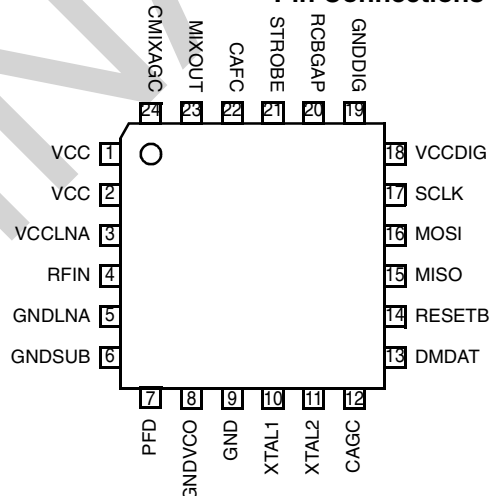 Pin Connections
CMIXAGC
MIXOUT
CAFC
STROBE
RCBGAP
GNDDIG
24
23
22
21
20
19
VCC 1
18 VCCDIG
VCC 2
17 SCLK
VCCLNA 3
16 MOSI
RFIN 4
15 MISO
GNDLNA 5
14 RESETB
GNDSUB 6
13 DMDAT
7
8
9
10
11
12
PFD
GNDVCO
GND
XTAL1
XTAL2
CAGC